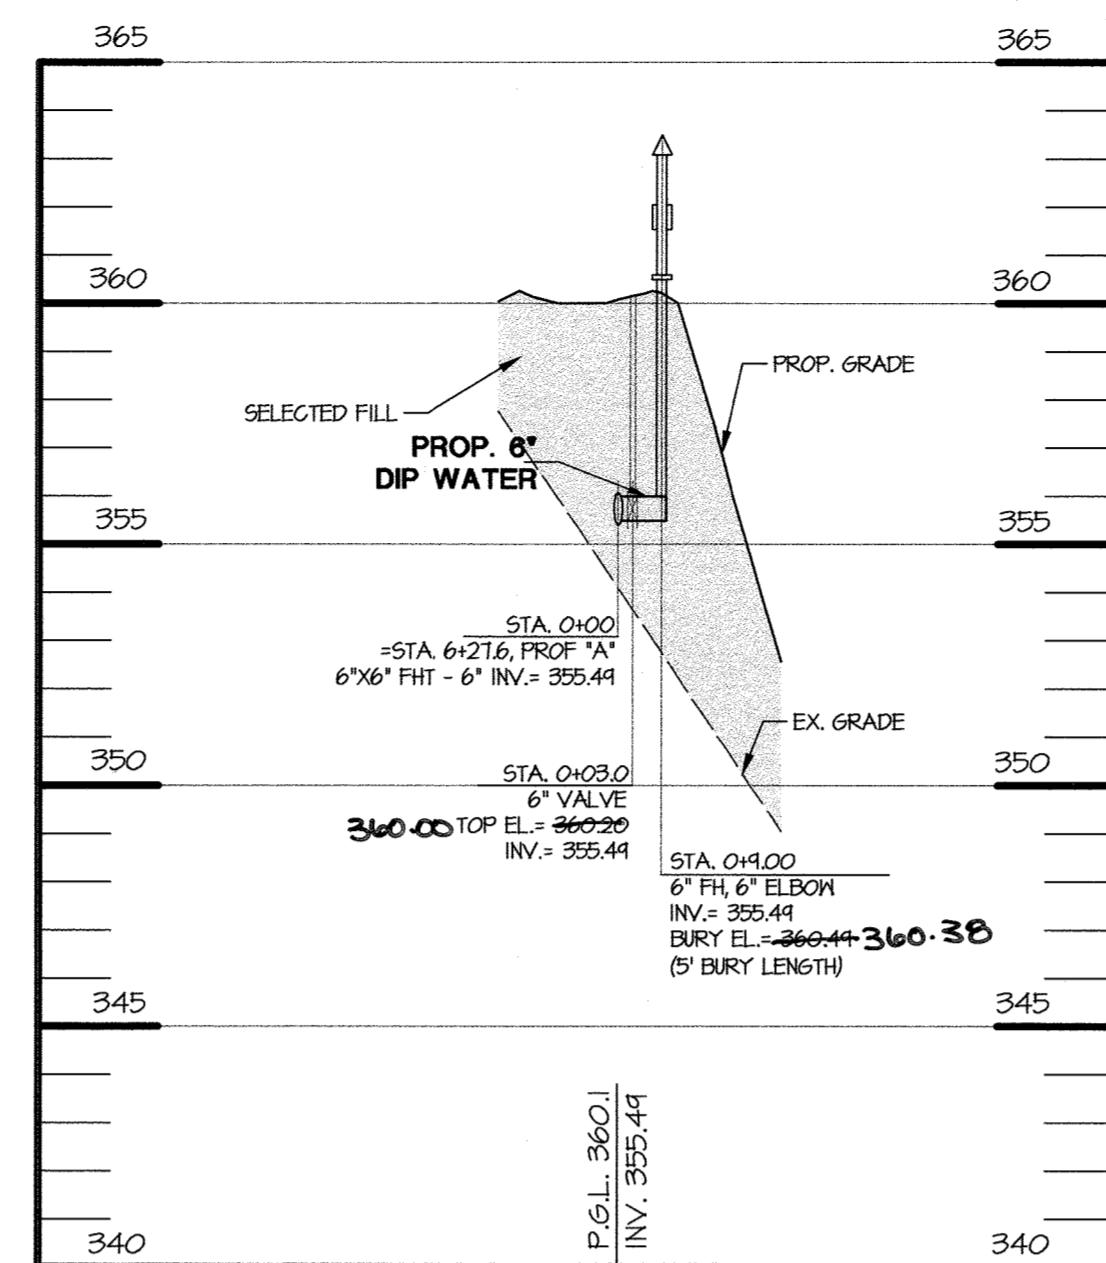 365
365
360
360
PROP. GRADE
SELECTED FILL
PROP. 6"
DIP WATER
355
355
STA. 0+00
=STA. 6+27.6, PROF "A"
6"X6" FHT - 6" INV.= 355.49
EX. GRADE
350
350
STA. 0+03.0
6" VALVE
360.00 TOP EL.= 360.20
INV.= 355.49
STA. 0+9.00
6" FH, 6" ELBOW
INV.= 355.49
BURY EL.= 360.49 360.38
(5' BURY LENGTH)
345
345
P.G.L. 360.1
INV. 355.49
340
340